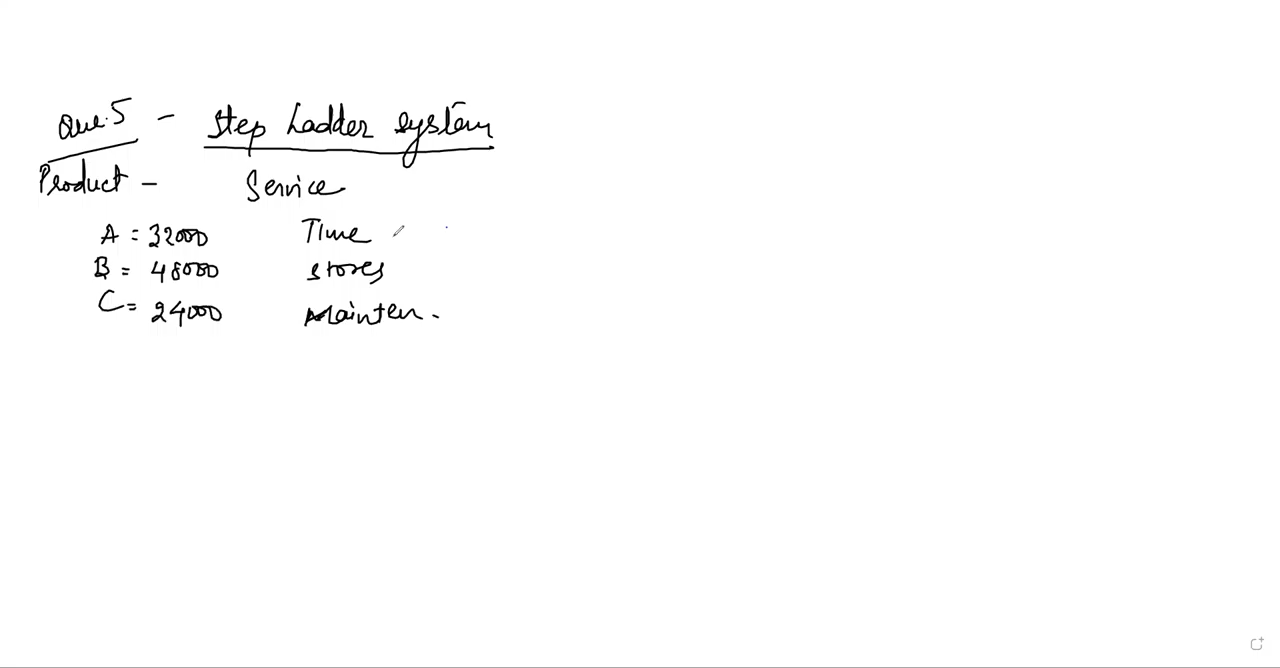 Que.5 - Step Ladder system
Product - Service
A = 32000 Time
B = 48000 Stores
C = 24000 Mainten.